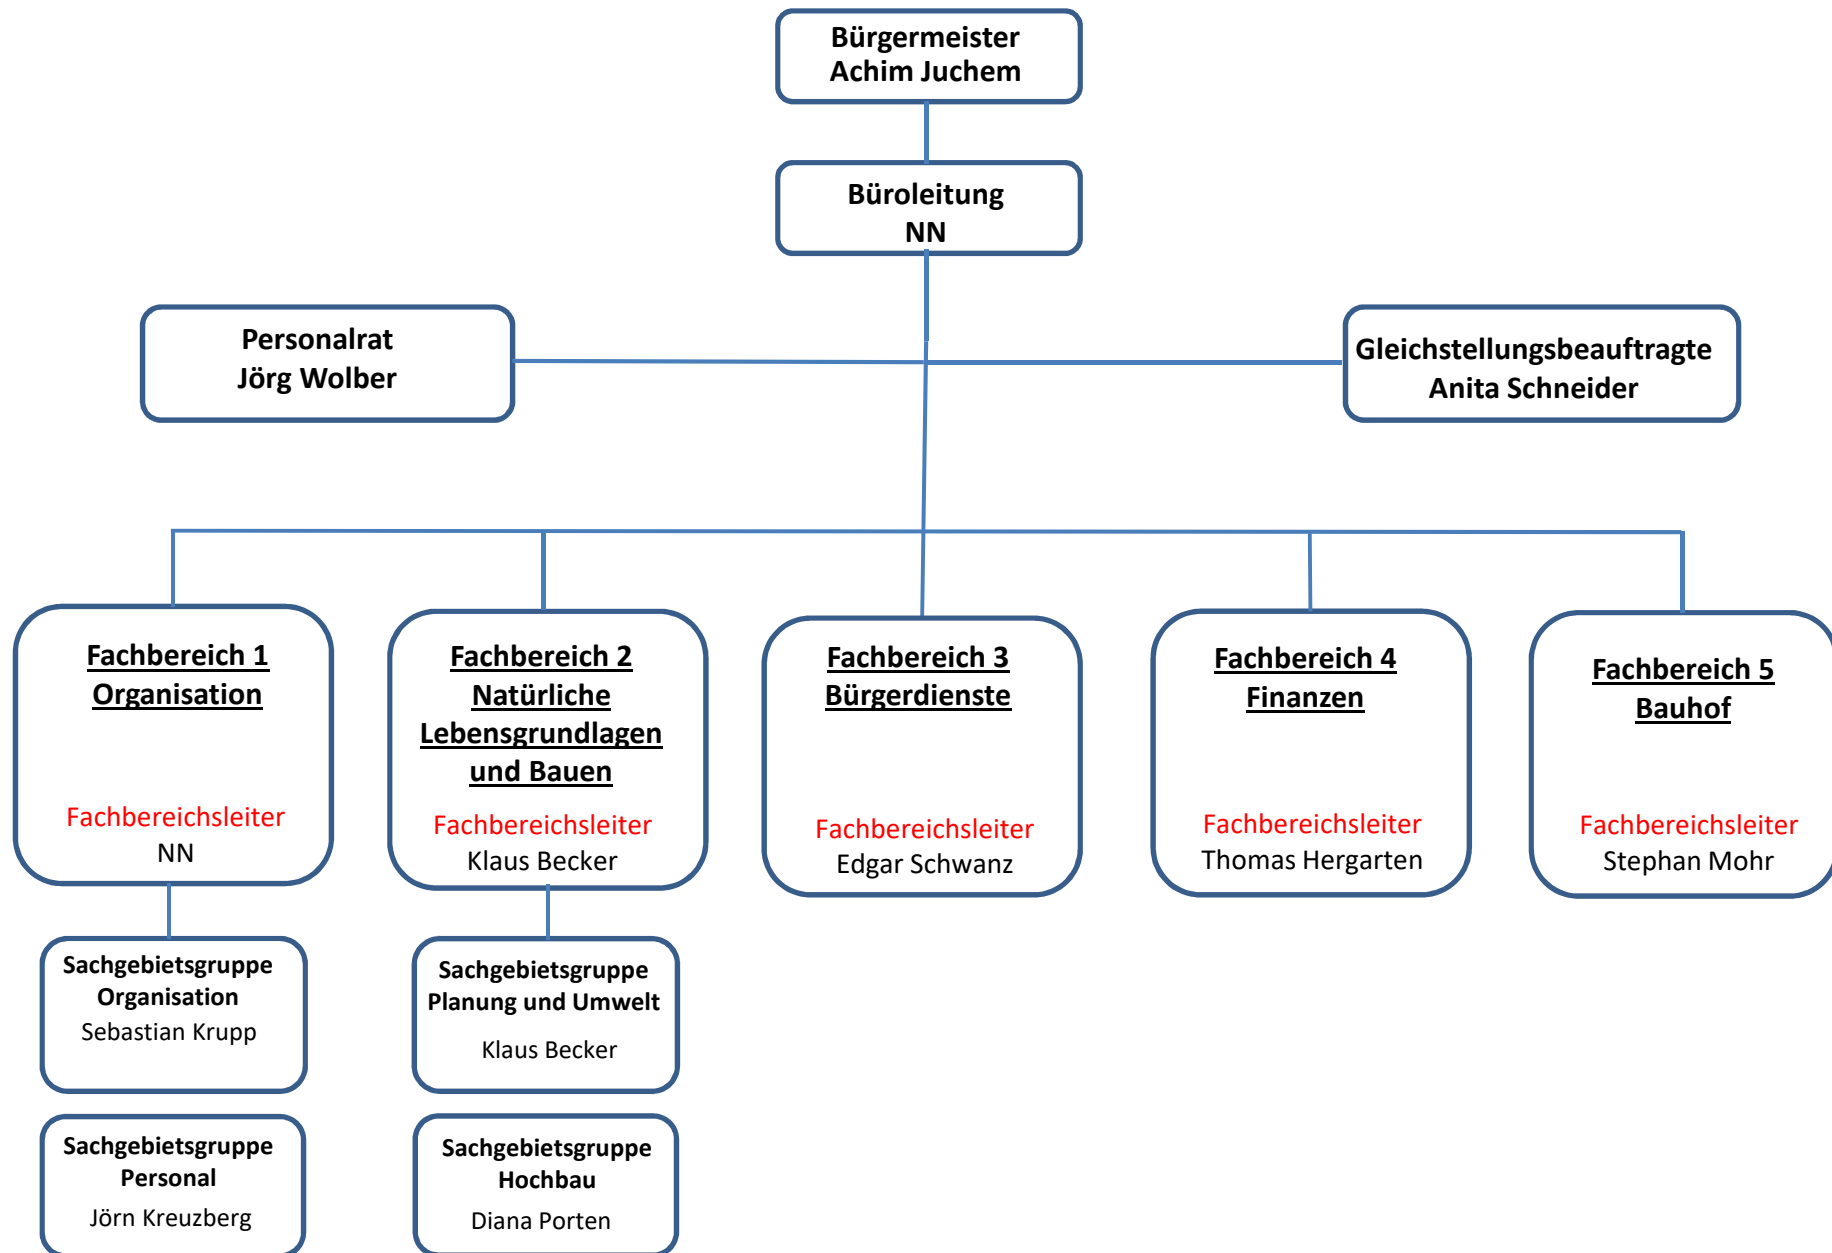 Bürgermeister
Achim Juchem
Büroleitung
NN
Personalrat
Jörg Wolber
Gleichstellungsbeauftragte
Anita Schneider
Fachbereich 1
Organisation
Fachbereichsleiter
NN
Fachbereich 2
Natürliche
Lebensgrundlagen
und Bauen
Fachbereichsleiter
Klaus Becker
Fachbereich 3
Bürgerdienste
Fachbereichsleiter
Edgar Schwanz
Fachbereich 4
Finanzen
Fachbereichsleiter
Thomas Hergarten
Fachbereich 5
Bauhof
Fachbereichsleiter
Stephan Mohr
Sachgebietsgruppe
Organisation
Sebastian Krupp
Sachgebietsgruppe
Planung und Umwelt
Klaus Becker
Sachgebietsgruppe
Personal
Jörn Kreuzberg
Sachgebietsgruppe
Hochbau
Diana Porten